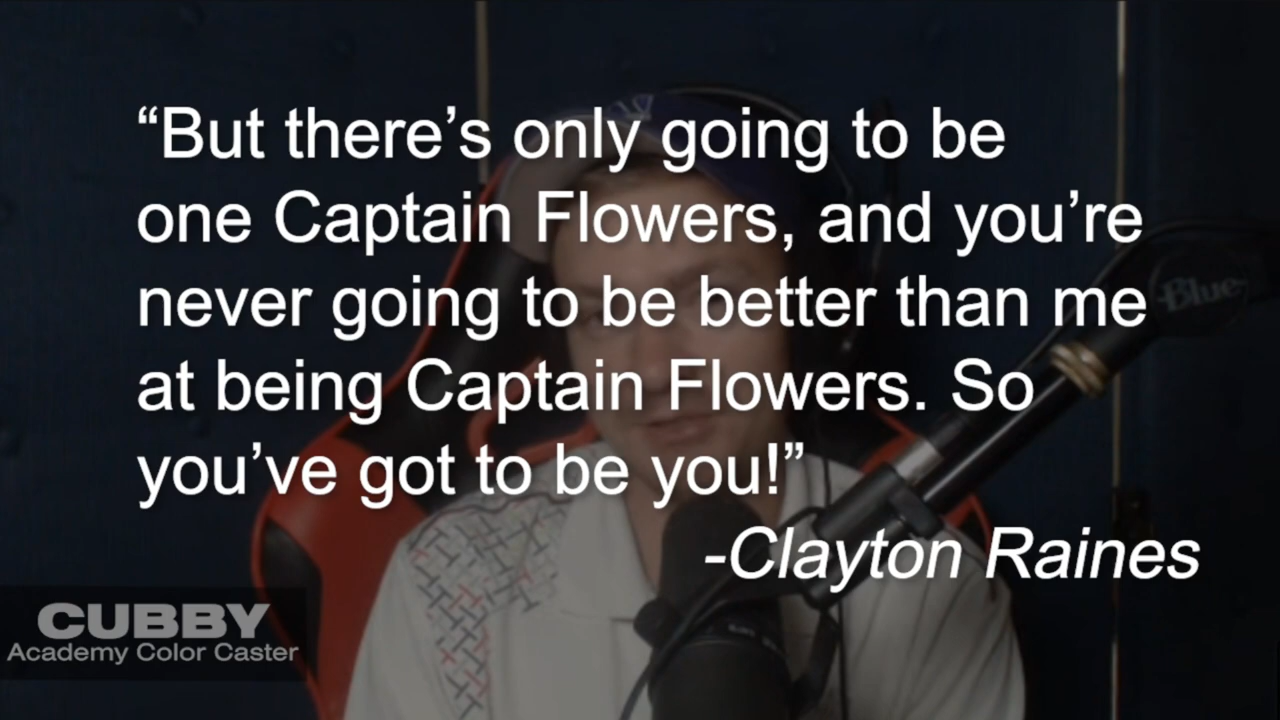 “But there’s only going to be
one Captain Flowers, and you’re
never going to be better than me
at being Captain Flowers. So
you’ve got to be you!”
-Clayton Raines
Blue
CUBBY
Academy Color Caster